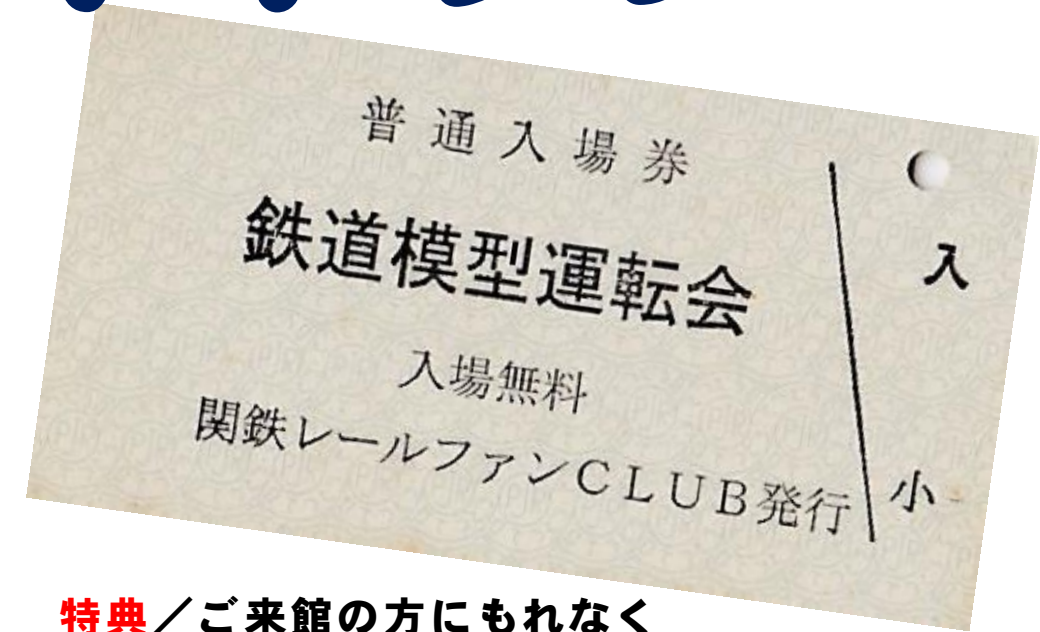 普通入場券
鉄道模型運転会
入場無料
関鉄レールファンCLUB発行
入
小
特典／ご来館の方にもれなく